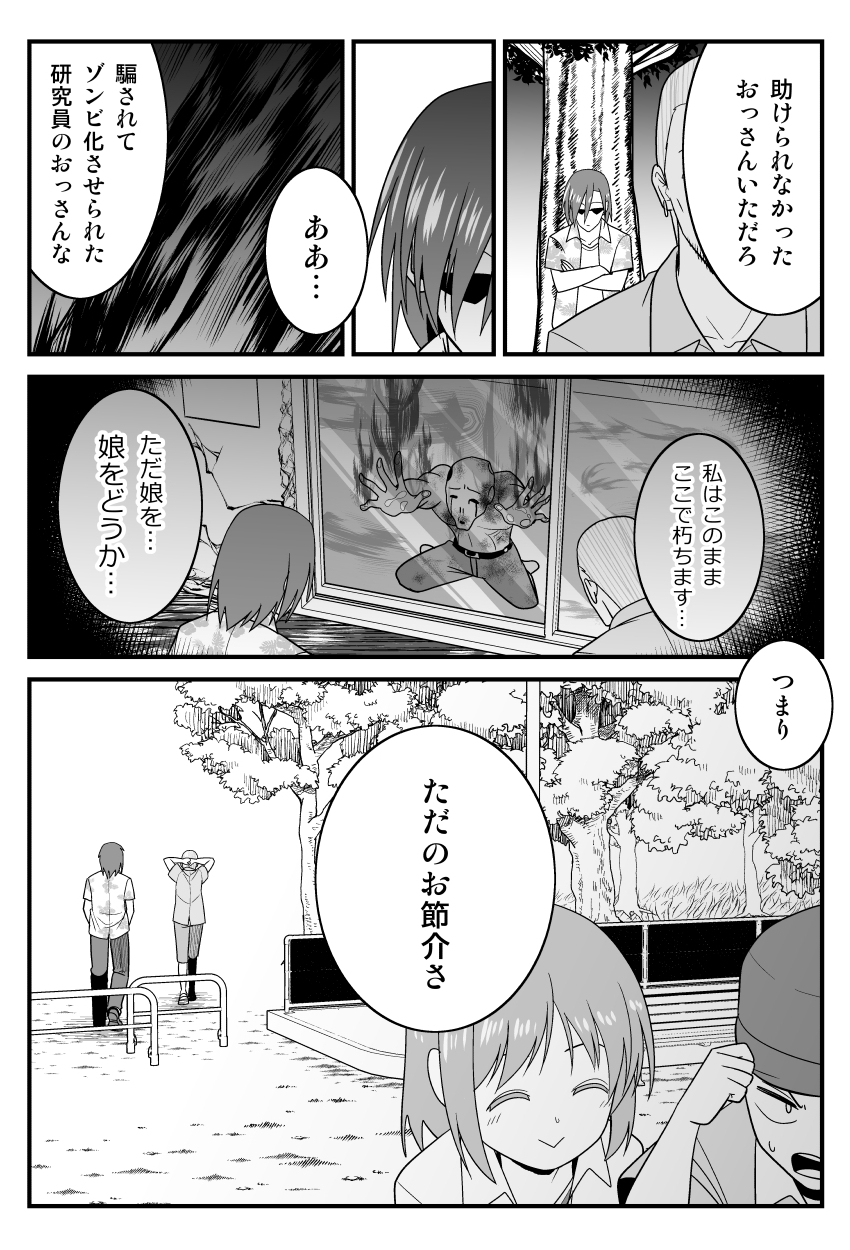 助けられなかった
おっさんいただろ
ああ…
騙されて
ゾンビ化させられた
研究員のおっさんな
私はこのまま
ここで朽ちます…
ただ娘を…
娘をどうか…
つまり
ただのお節介さ